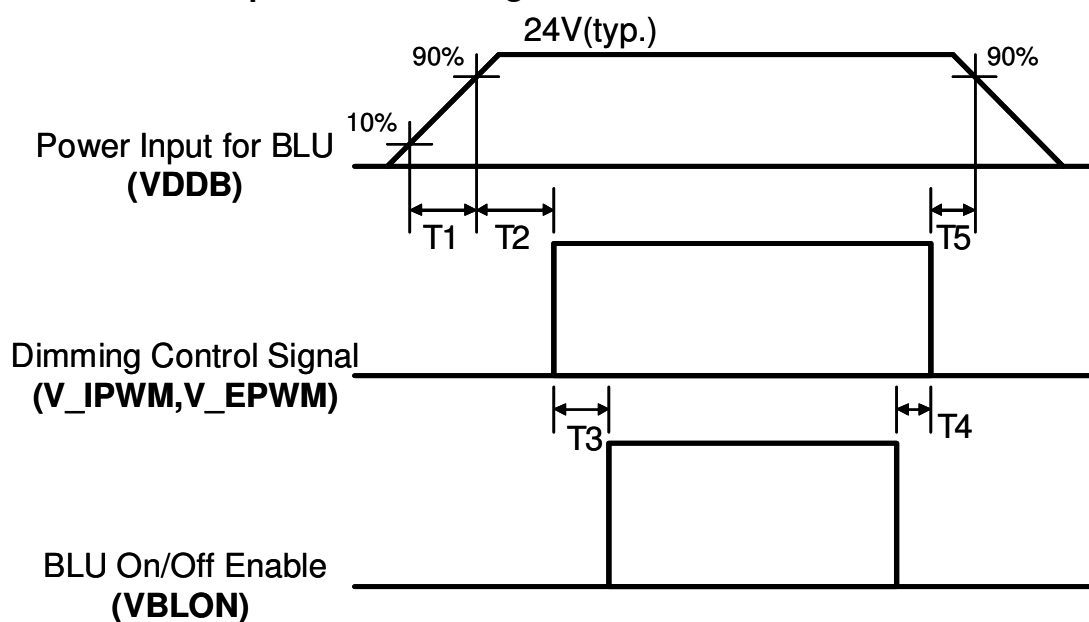 24V(typ.)
90%
90%
10%
Power Input for BLU
(VDDB)
T1
T2
T5
Dimming Control Signal
(V_IPWM,V_EPWM)
T3
T4
BLU On/Off Enable
(VBLON)